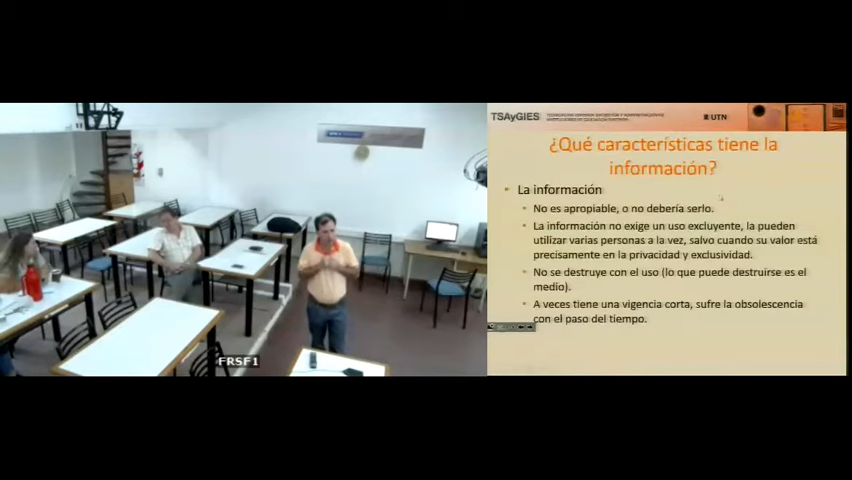 TSAyGIES
UTN
¿Qué características tiene la
información?
• La información
• No es apropiable, o no debería serlo.
• La información no exige un uso excluyente, la pueden
utilizar varias personas a la vez, salvo cuando su valor está
precisamente en la privacidad y exclusividad.
• No se destruye con el uso (lo que puede destruirse es el
medio).
• A veces tiene una vigencia corta, sufre la obsolescencia
con el paso del tiempo.
FRSF1